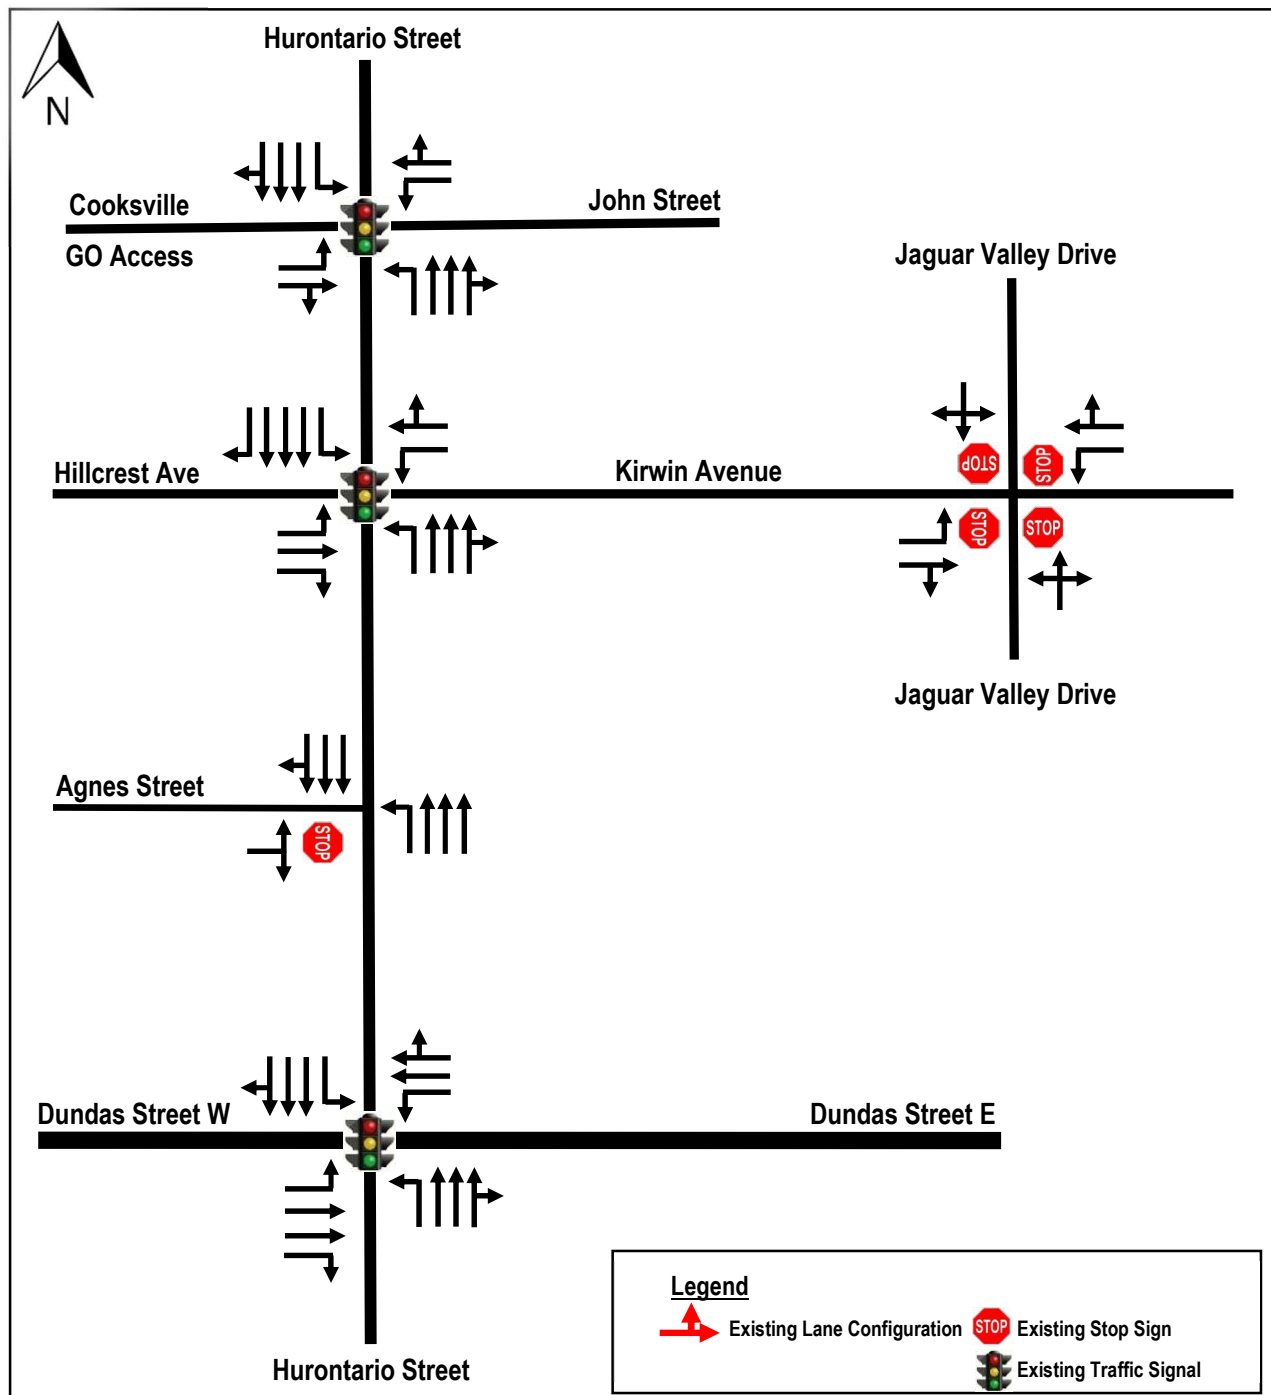 N
Hurontario Street
Cooksville
GO Access
John Street
Jaguar Valley Drive
Hillcrest Ave
Kirwin Avenue
STOP
STOP
STOP
STOP
Jaguar Valley Drive
Agnes Street
STOP
Dundas Street W
Dundas Street E
Hurontario Street
Legend
Existing Lane Configuration
STOP
Existing Stop Sign
Existing Traffic Signal